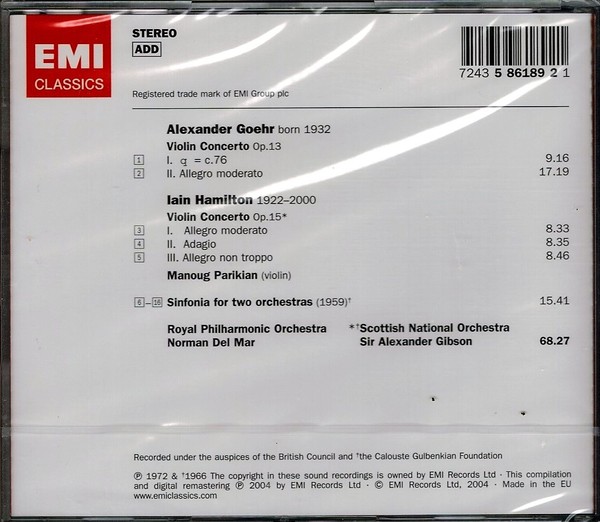 EMI
CLASSICS
STEREO
ADD
7243 5 86189 2 1
Registered trade mark of EMI Group plc
Alexander Goehr born 1932
Violin Concerto Op.13
1 I. q = c.76 9.16
2 II. Allegro moderato 17.19
Iain Hamilton 1922–2000
Violin Concerto Op.15*
3 I. Allegro moderato 8.33
4 II. Adagio 8.35
5 III. Allegro non troppo 8.46
Manoug Parikian (violin)
6–18 Sinfonia for two orchestras (1959)† 15.41
Royal Philharmonic Orchestra *†Scottish National Orchestra
Norman Del Mar Sir Alexander Gibson 68.27
Recorded under the auspices of the British Council and †the Calouste Gulbenkian Foundation
℗ 1972 & †1966 The copyright in these sound recordings is owned by EMI Records Ltd · This compilation
and digital remastering ℗ 2004 by EMI Records Ltd · © EMI Records Ltd, 2004 · Made in the EU
www.emiclassics.com